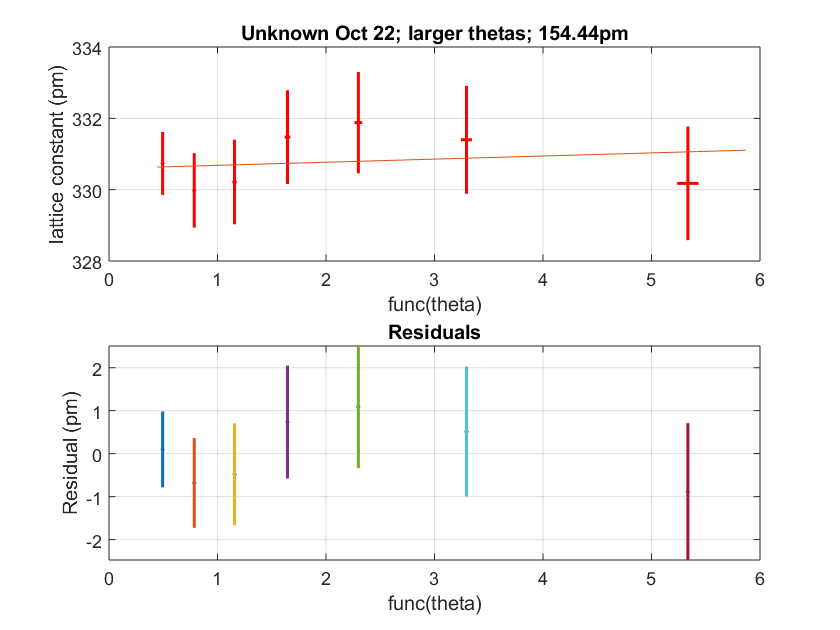 Unknown Oct 22; larger thetas; 154.44pm
334
332
330
328
lattice constant (pm)
0 1 2 3 4 5 6
func(theta)
Residuals
2
1
0
-1
-2
Residual (pm)
0 1 2 3 4 5 6
func(theta)